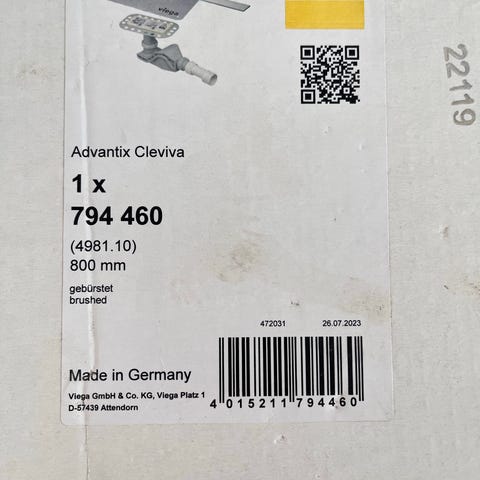 viega
22119
Advantix Cleviva
1 x
794 460
(4981.10)
800 mm
gebürstet
brushed
472031 26.07.2023
Made in Germany
Viega GmbH & Co. KG, Viega Platz 1
D-57439 Attendorn
4 015211 794460